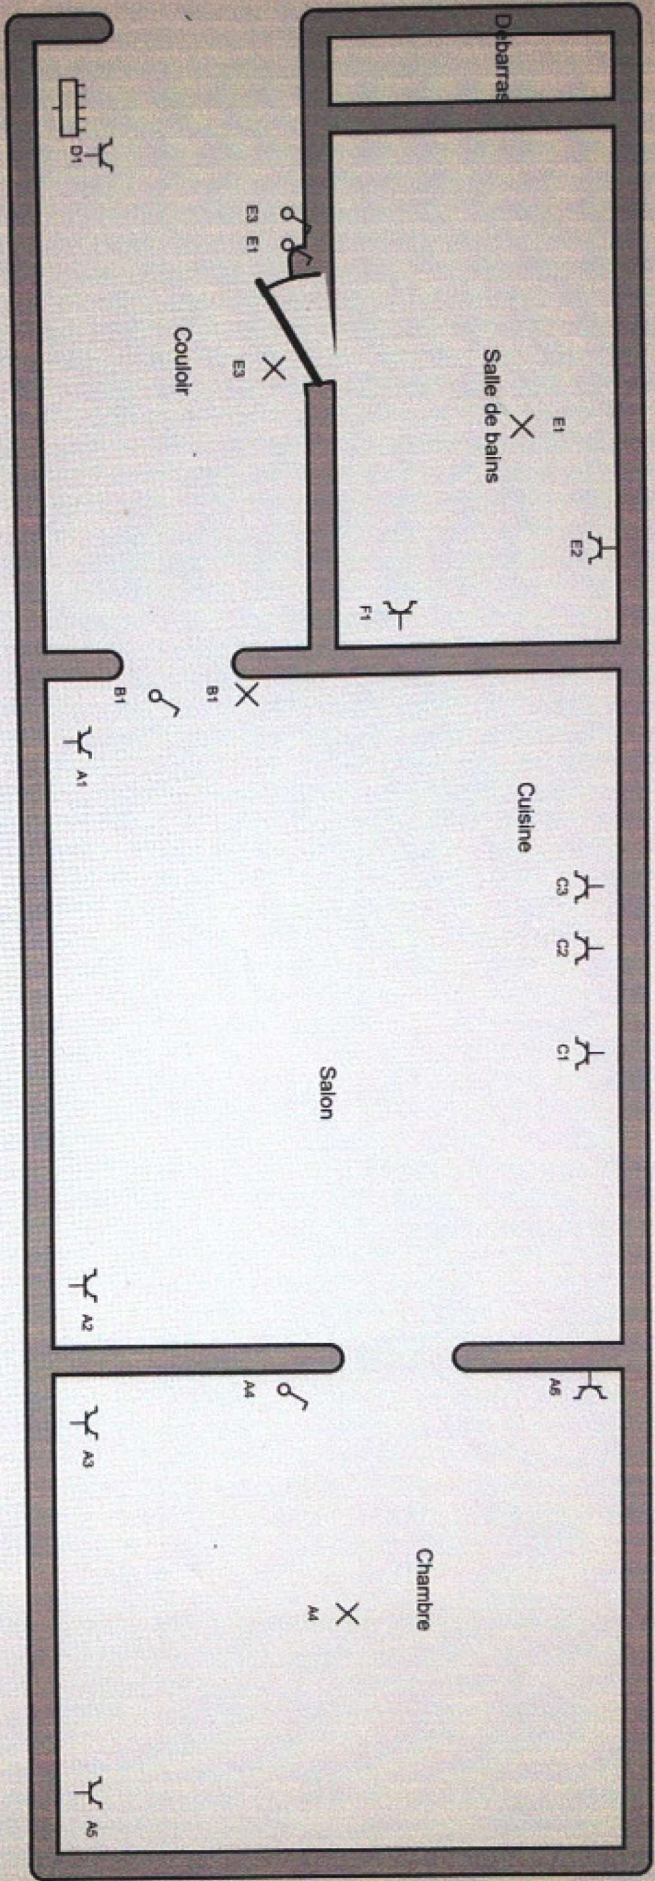 Débarras
D1
E3
E1
Couloir
E3
Salle de bains
E1
E2
F1
B1
B1
A1
Cuisine
C3
C2
C1
Salon
A2
A4
A6
A3
Chambre
A4
A5